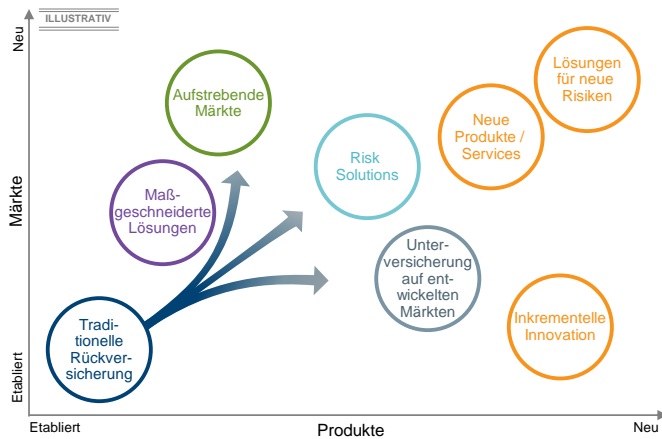 ILLUSTRATIV
Neu
Märkte
Etabliert
Aufstrebende
Märkte
Lösungen
für neue
Risiken
Neue
Produkte /
Services
Risk
Solutions
Maß-
geschneiderte
Lösungen
Unter-
versicherung
auf ent-
wickelten
Märkten
Inkrementelle
Innovation
Tradi-
tionelle
Rückver-
sicherung
Etabliert
Produkte
Neu